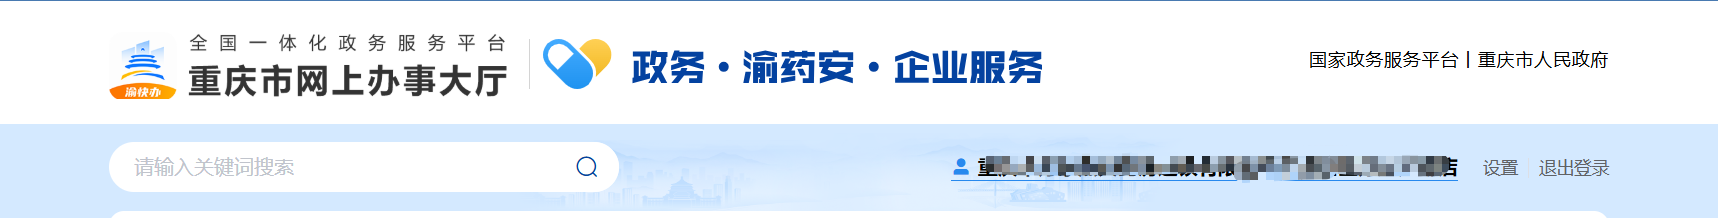 全国一体化政务服务平台
重庆市网上办事大厅
渝快办
政务·渝药安·企业服务
国家政务服务平台丨重庆市人民政府
请输入关键词搜索
店
设置
退出登录